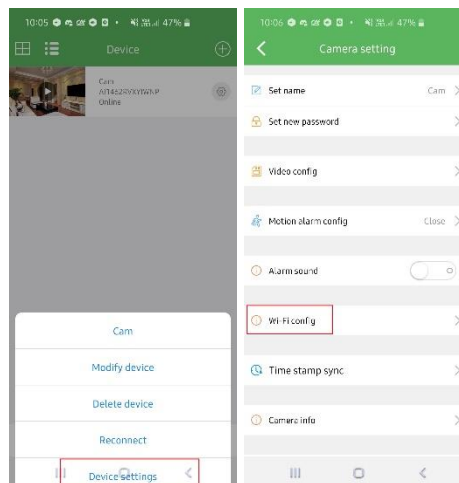 10:05
47%
Device
Cam
Online
Cam
Modify device
Delete device
Reconnect
Device settings
10:06
47%
Camera setting
Set name
Cam
Set new password
Video config
Motion alarm config
Close
Alarm sound
Wi-Fi config
Time stamp sync
Camera info